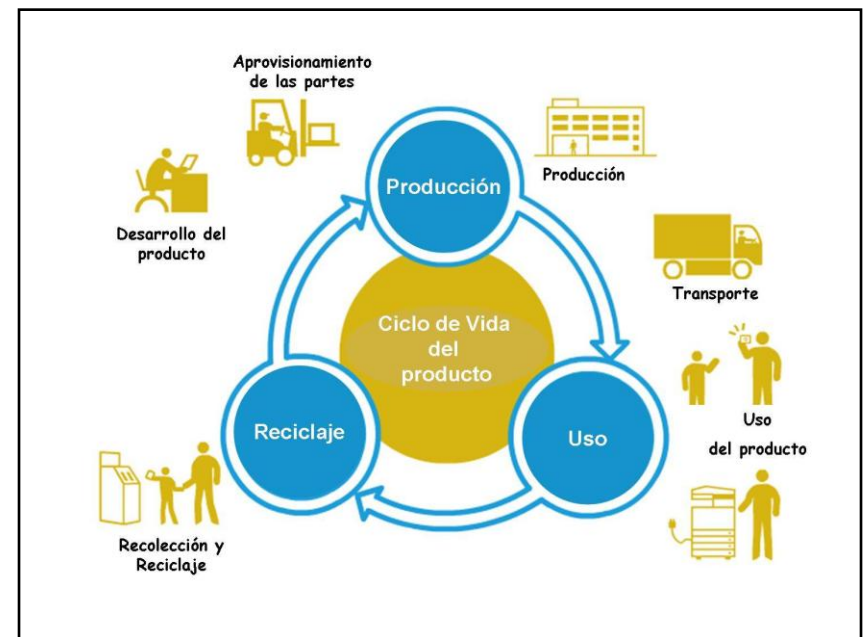 Aprovisionamiento
de las partes
Producción
Producción
Desarrollo del
producto
Transporte
Ciclo de Vida
del
producto
Reciclaje
Uso
Uso
del producto
Recolección y
Reciclaje